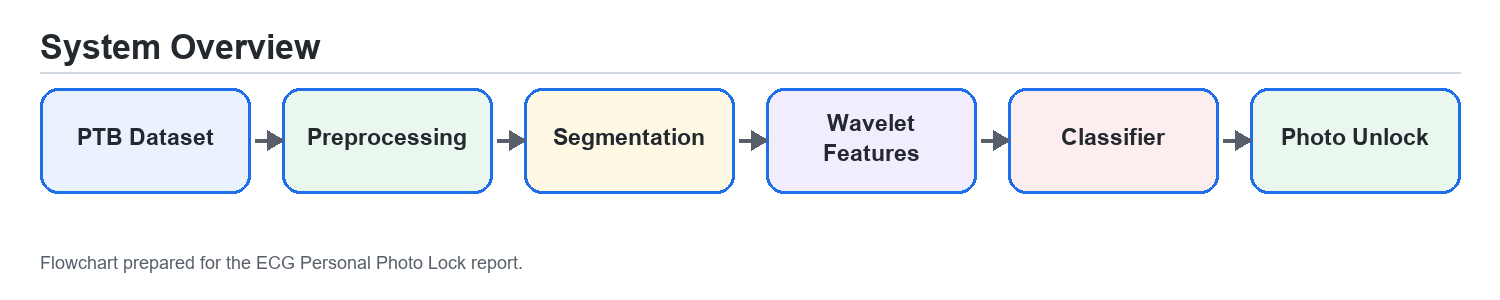 System Overview
PTB Dataset
Preprocessing
Segmentation
Wavelet
Features
Classifier
Photo Unlock
Flowchart prepared for the ECG Personal Photo Lock report.